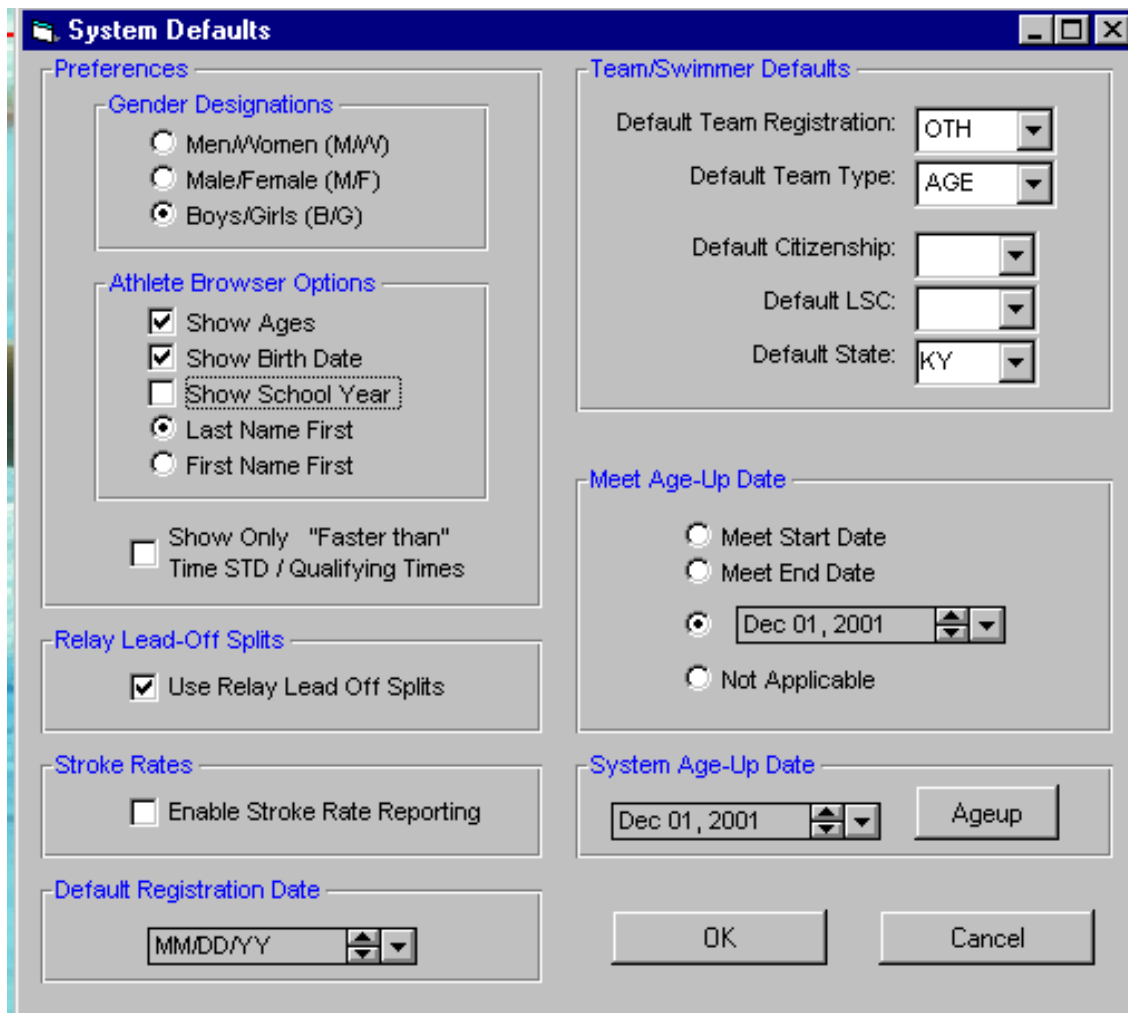 System Defaults
Preferences
Gender Designations
Men/Women (M/W)
Male/Female (M/F)
Boys/Girls (B/G)
Athlete Browser Options
Show Ages
Show Birth Date
Show School Year
Last Name First
First Name First
Show Only "Faster than"
Time STD / Qualifying Times
Relay Lead-Off Splits
Use Relay Lead Off Splits
Stroke Rates
Enable Stroke Rate Reporting
Default Registration Date
MM/DD/YY
Team/Swimmer Defaults
Default Team Registration: OTH
Default Team Type: AGE
Default Citizenship:
Default LSC:
Default State: KY
Meet Age-Up Date
Meet Start Date
Meet End Date
Dec 01, 2001
Not Applicable
System Age-Up Date
Dec 01, 2001
Ageup
OK
Cancel